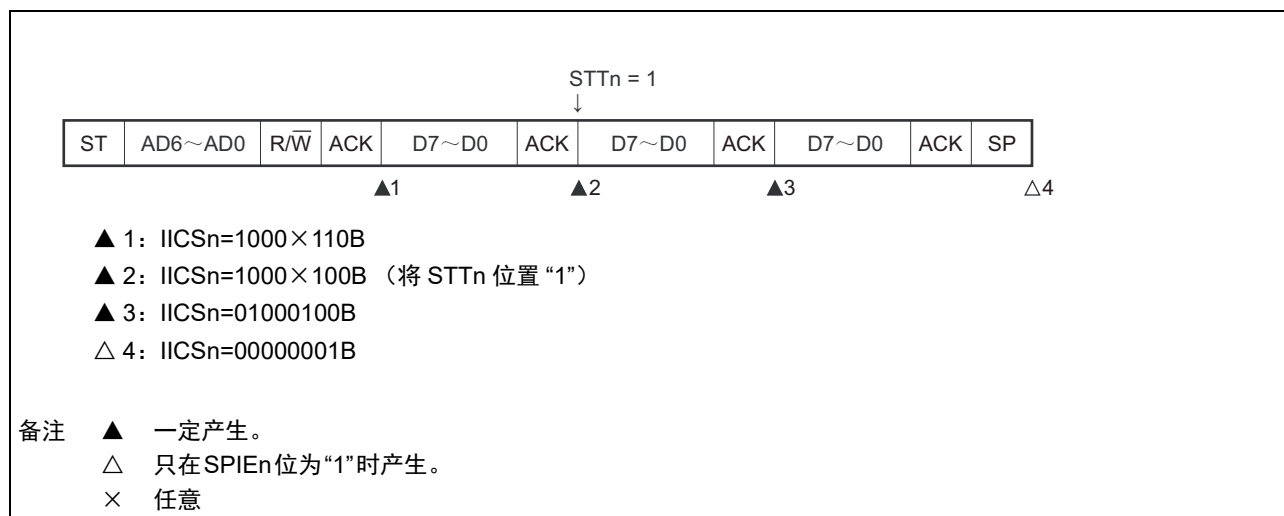 STTn = 1
↓
ST AD6～AD0 R/W̅ ACK D7～D0 ACK D7～D0 ACK D7～D0 ACK SP
▲1 ▲2 ▲3 △4
▲ 1：IICSn=1000×110B
▲ 2：IICSn=1000×100B （将 STTn 位置 “1”）
▲ 3：IICSn=01000100B
△ 4：IICSn=00000001B
备注 ▲ 一定产生。
△ 只在SPIEn位为“1”时产生。
× 任意